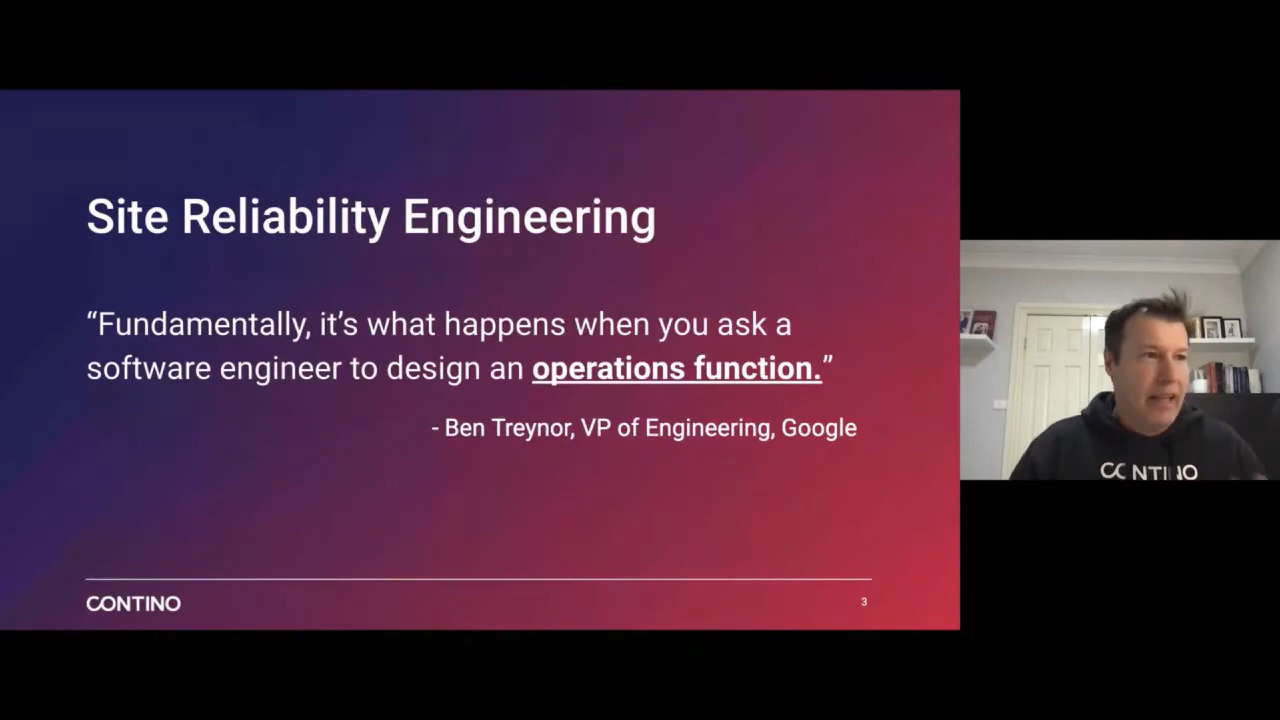 Site Reliability Engineering
“Fundamentally, it’s what happens when you ask a
software engineer to design an operations function.”
- Ben Treynor, VP of Engineering, Google
CONTINO
3
CONTINO